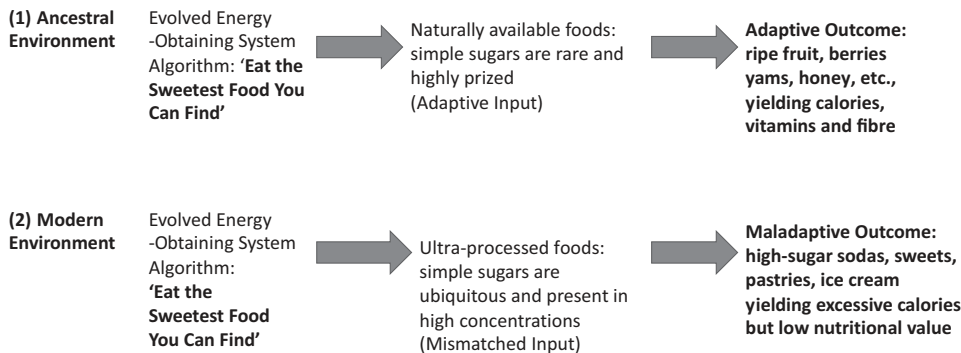 (1) Ancestral
Environment
Evolved Energy
-Obtaining System
Algorithm: ‘Eat the
Sweetest Food You
Can Find’
Naturally available foods:
simple sugars are rare and
highly prized
(Adaptive Input)
Adaptive Outcome:
ripe fruit, berries
yams, honey, etc.,
yielding calories,
vitamins and fibre
(2) Modern
Environment
Evolved Energy
-Obtaining System
Algorithm:
‘Eat the
Sweetest Food
You Can Find’
Ultra-processed foods:
simple sugars are
ubiquitous and present in
high concentrations
(Mismatched Input)
Maladaptive Outcome:
high-sugar sodas, sweets,
pastries, ice cream
yielding excessive calories
but low nutritional value